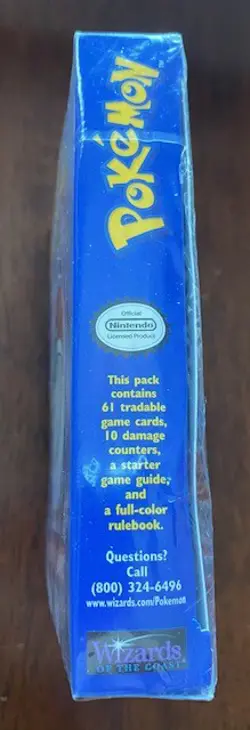 POKéMON
Official
Nintendo
Licensed Product
This pack
contains
61 tradable
game cards,
10 damage
counters,
a starter
game guide,
and
a full-color
rulebook.
Questions?
Call
(800) 324-6496
www.wizards.com/Pokemon
Wizards
OF THE COAST